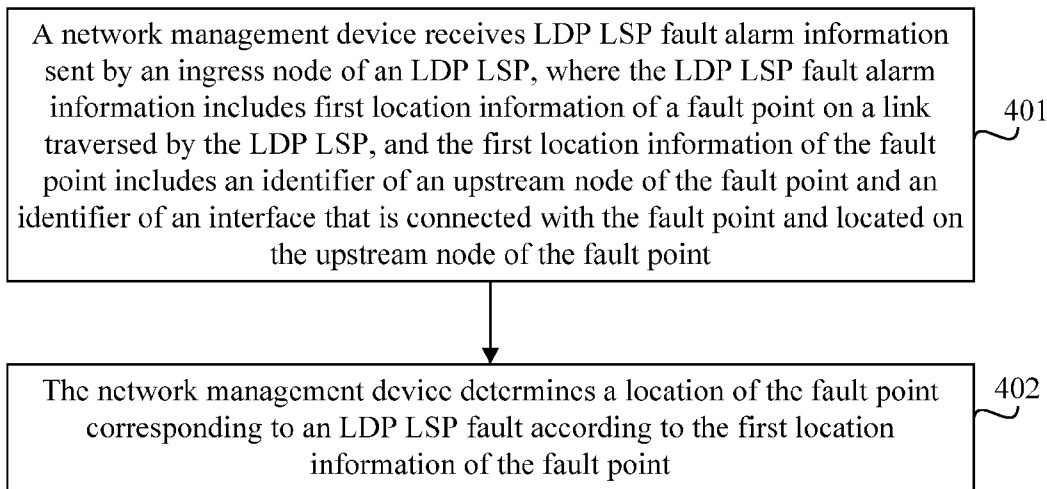 A network management device receives LDP LSP fault alarm information
sent by an ingress node of an LDP LSP, where the LDP LSP fault alarm
information includes first location information of a fault point on a link
traversed by the LDP LSP, and the first location information of the fault
point includes an identifier of an upstream node of the fault point and an
identifier of an interface that is connected with the fault point and located on
the upstream node of the fault point
401
The network management device determines a location of the fault point
corresponding to an LDP LSP fault according to the first location
information of the fault point
402